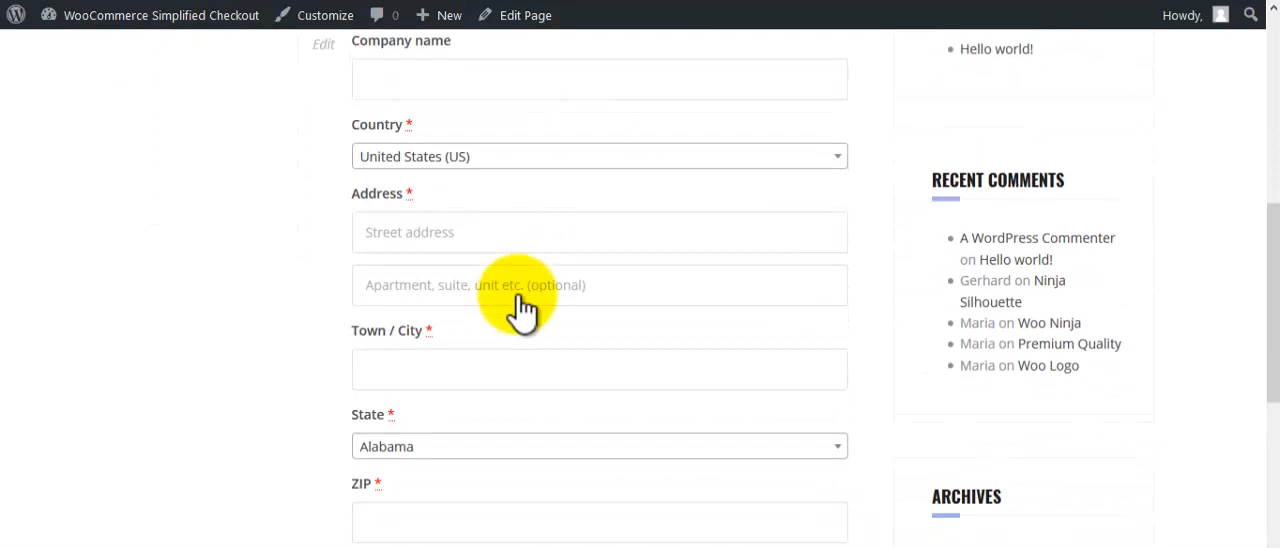 WooCommerce Simplified Checkout Customize 0 New Edit Page Howdy,
Edit
Company name
Country *
United States (US)
Address *
Street address
Apartment, suite, unit etc. (optional)
Town / City *
State *
Alabama
ZIP *
Hello world!
RECENT COMMENTS
A WordPress Commenter
on Hello world!
Gerhard on Ninja
Silhouette
Maria on Woo Ninja
Maria on Premium Quality
Maria on Woo Logo
ARCHIVES